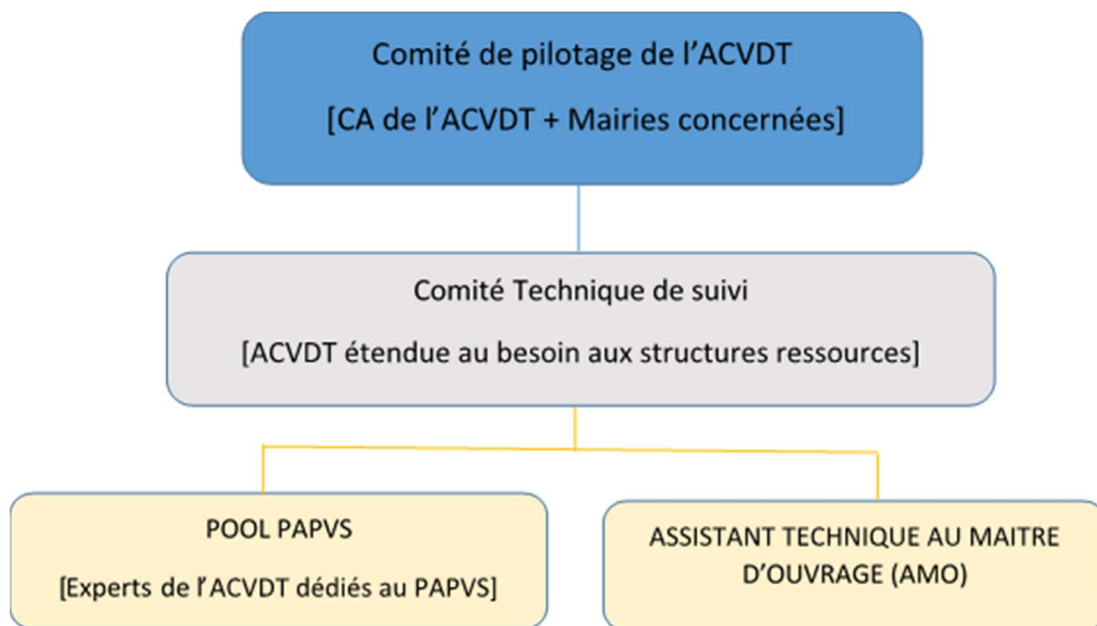 Comité de pilotage de l’ACVDT
[CA de l’ACVDT + Mairies concernées]
Comité Technique de suivi
[ACVDT étendue au besoin aux structures ressources]
POOL PAPVS
[Experts de l’ACVDT dédiés au PAPVS]
ASSISTANT TECHNIQUE AU MAITRE
D’OUVRAGE (AMO)